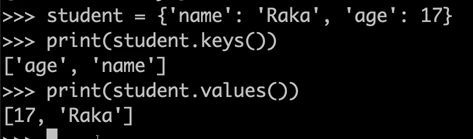 >>> student = {'name': 'Raka', 'age': 17}
>>> print(student.keys())
['age', 'name']
>>> print(student.values())
[17, 'Raka']
>>>